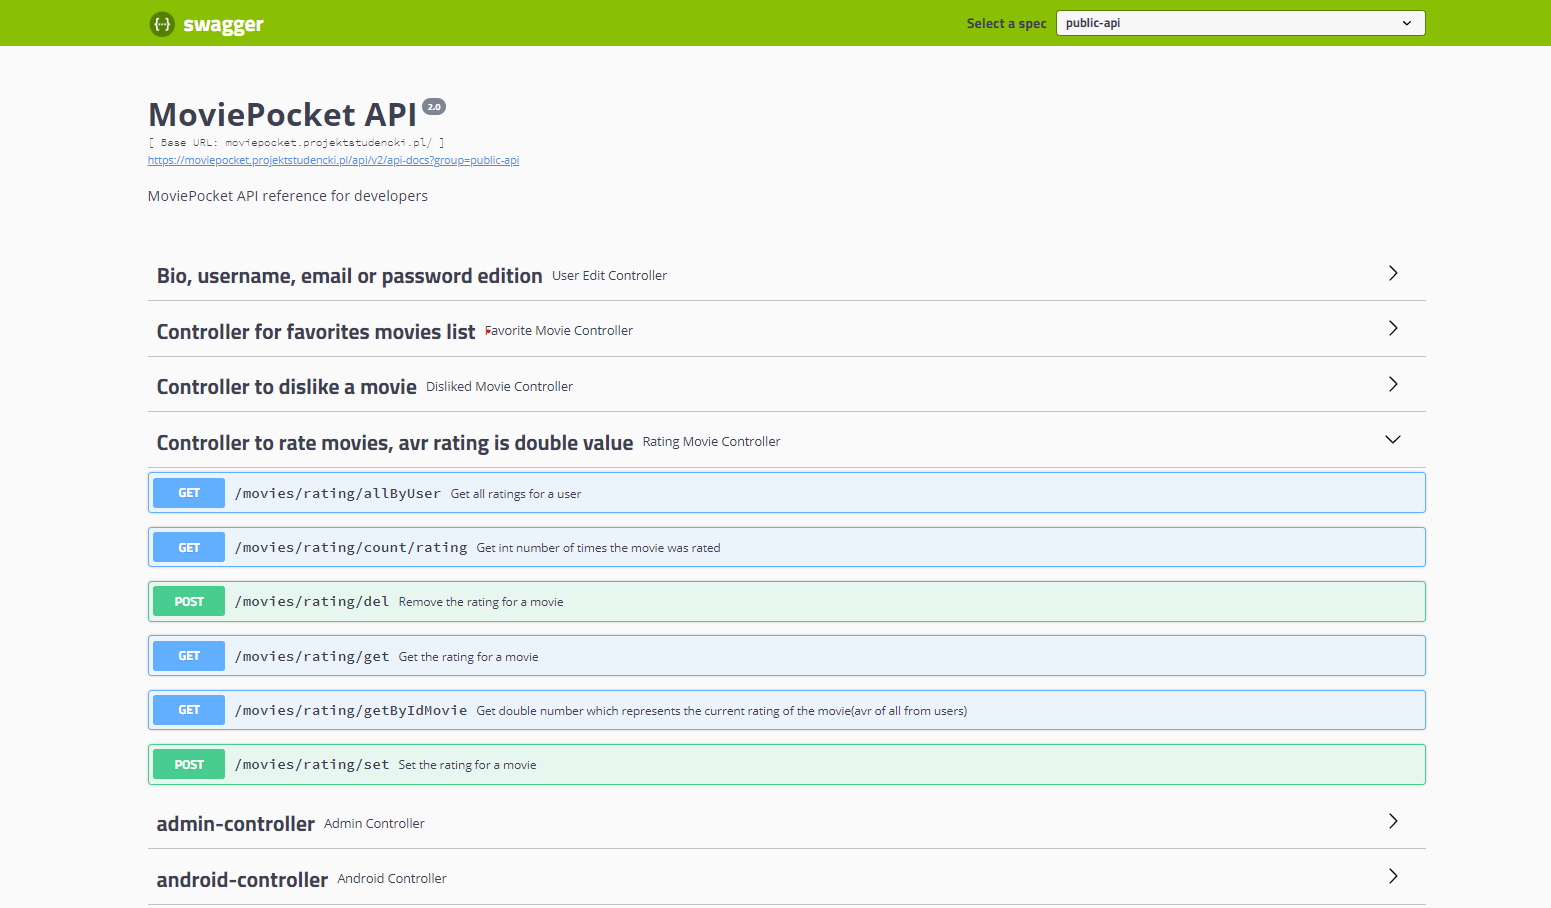 swagger
Select a spec public-api
MoviePocket API 2.0
[ Base URL: moviepocket.projektstudencki.pl/ ]
https://moviepocket.projektstudencki.pl/api/v2/api-docs?group=public-api
MoviePocket API reference for developers
Bio, username, email or password edition User Edit Controller
Controller for favorites movies list Favorite Movie Controller
Controller to dislike a movie Disliked Movie Controller
Controller to rate movies, avr rating is double value Rating Movie Controller
GET /movies/rating/allByUser Get all ratings for a user
GET /movies/rating/count/rating Get int number of times the movie was rated
POST /movies/rating/del Remove the rating for a movie
GET /movies/rating/get Get the rating for a movie
GET /movies/rating/getByIdMovie Get double number which represents the current rating of the movie(avr of all from users)
POST /movies/rating/set Set the rating for a movie
admin-controller Admin Controller
android-controller Android Controller